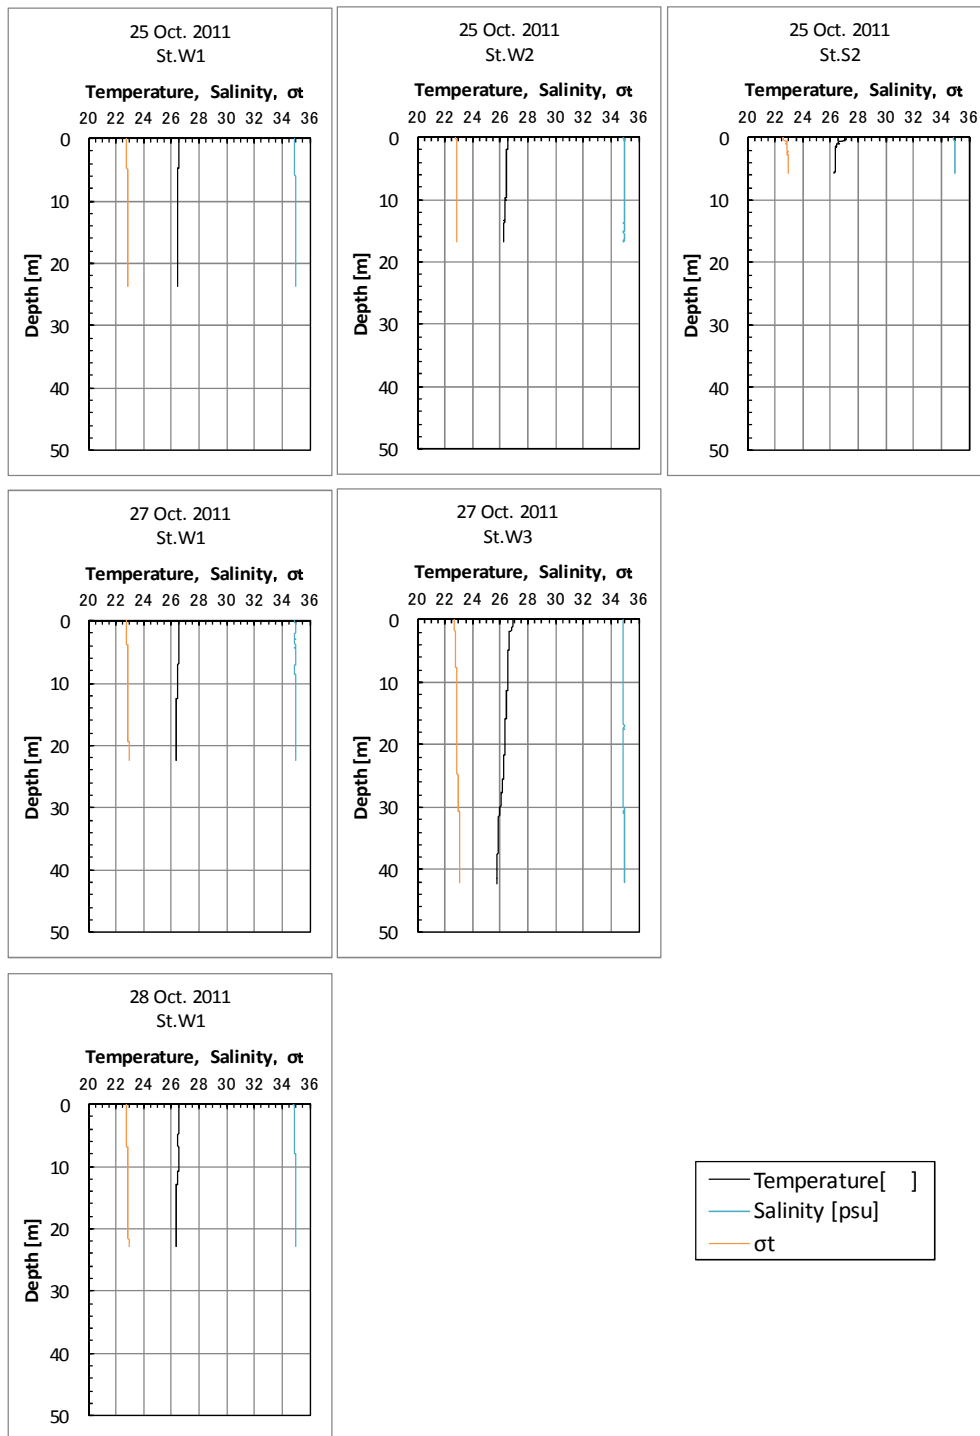 25 Oct. 2011
St.W1
Temperature, Salinity, σt
20 22 24 26 28 30 32 34 36
0
10
20
30
40
50
Depth [m]
25 Oct. 2011
St.W2
Temperature, Salinity, σt
20 22 24 26 28 30 32 34 36
0
10
20
30
40
50
Depth [m]
25 Oct. 2011
St.S2
Temperature, Salinity, σt
20 22 24 26 28 30 32 34 36
0
10
20
30
40
50
Depth [m]
27 Oct. 2011
St.W1
Temperature, Salinity, σt
20 22 24 26 28 30 32 34 36
0
10
20
30
40
50
Depth [m]
27 Oct. 2011
St.W3
Temperature, Salinity, σt
20 22 24 26 28 30 32 34 36
0
10
20
30
40
50
Depth [m]
28 Oct. 2011
St.W1
Temperature, Salinity, σt
20 22 24 26 28 30 32 34 36
0
10
20
30
40
50
Depth [m]
Temperature[ ]
Salinity [psu]
σt